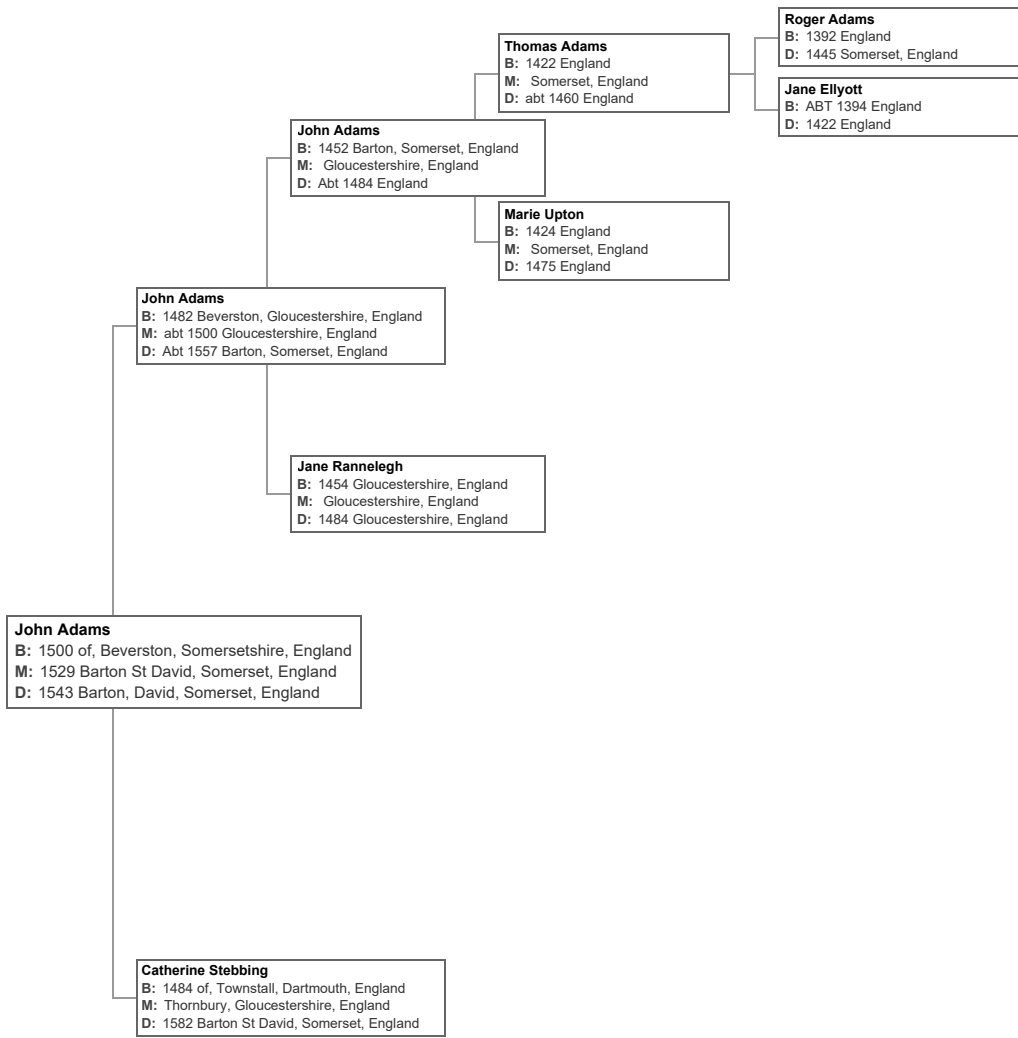 Roger Adams
B: 1392 England
D: 1445 Somerset, England
Thomas Adams
B: 1422 England
M: Somerset, England
D: abt 1460 England
Jane Ellyott
B: ABT 1394 England
D: 1422 England
John Adams
B: 1452 Barton, Somerset, England
M: Gloucestershire, England
D: Abt 1484 England
Marie Upton
B: 1424 England
M: Somerset, England
D: 1475 England
John Adams
B: 1482 Beverston, Gloucestershire, England
M: abt 1500 Gloucestershire, England
D: Abt 1557 Barton, Somerset, England
Jane Rannelegh
B: 1454 Gloucestershire, England
M: Gloucestershire, England
D: 1484 Gloucestershire, England
John Adams
B: 1500 of, Beverston, Somersetshire, England
M: 1529 Barton St David, Somerset, England
D: 1543 Barton, David, Somerset, England
Catherine Stebbing
B: 1484 of, Townstall, Dartmouth, England
M: Thornbury, Gloucestershire, England
D: 1582 Barton St David, Somerset, England